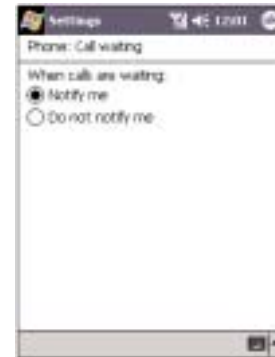 Settings 12:01
Phone: Call waiting
When calls are waiting:
Notify me
Do not notify me